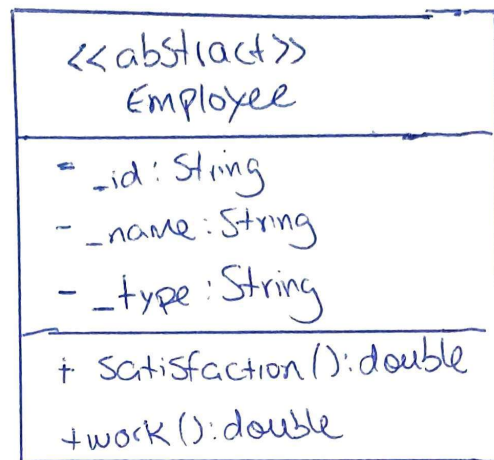 <<abstract>>
Employee
- _id: String
- _name: String
- _type: String
+ satisfaction(): double
+work(): double